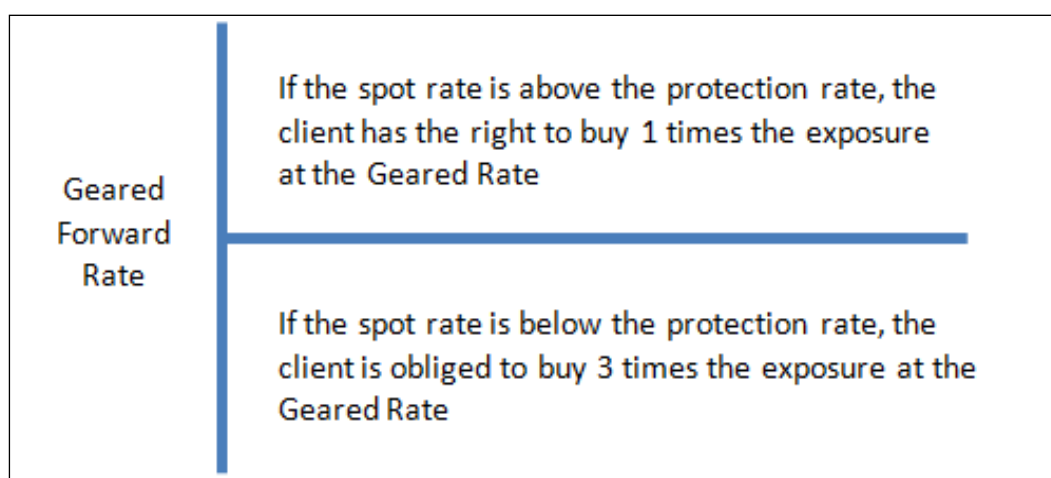 Geared
Forward
Rate
If the spot rate is above the protection rate, the
client has the right to buy 1 times the exposure
at the Geared Rate
If the spot rate is below the protection rate, the
client is obliged to buy 3 times the exposure at the
Geared Rate